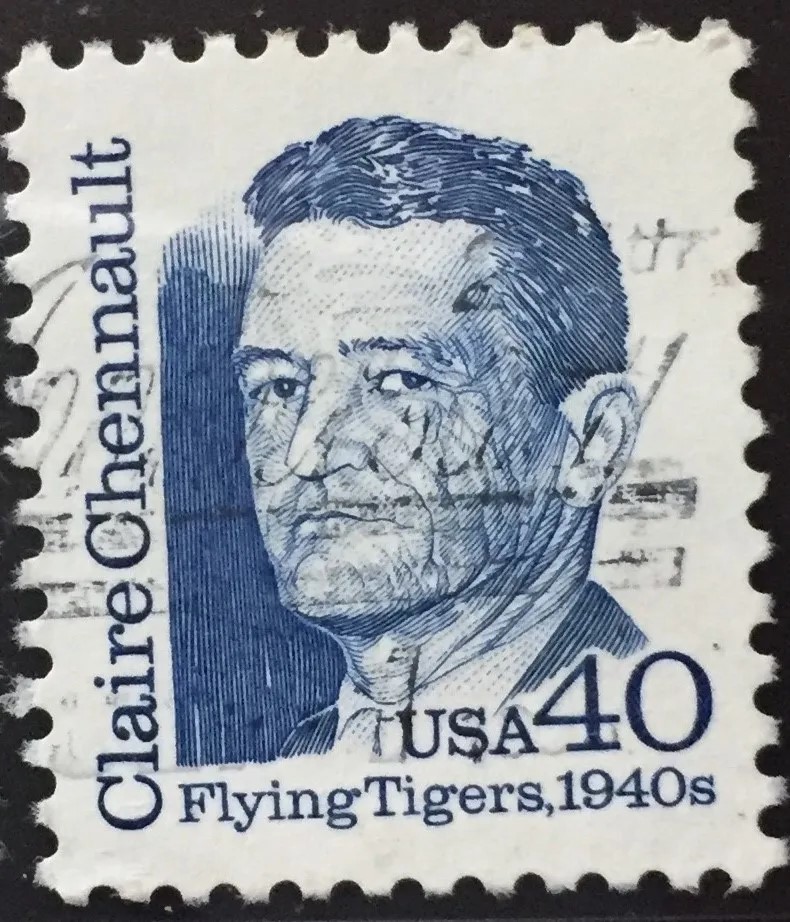 Claire Chennault
USA 40
Flying Tigers, 1940s